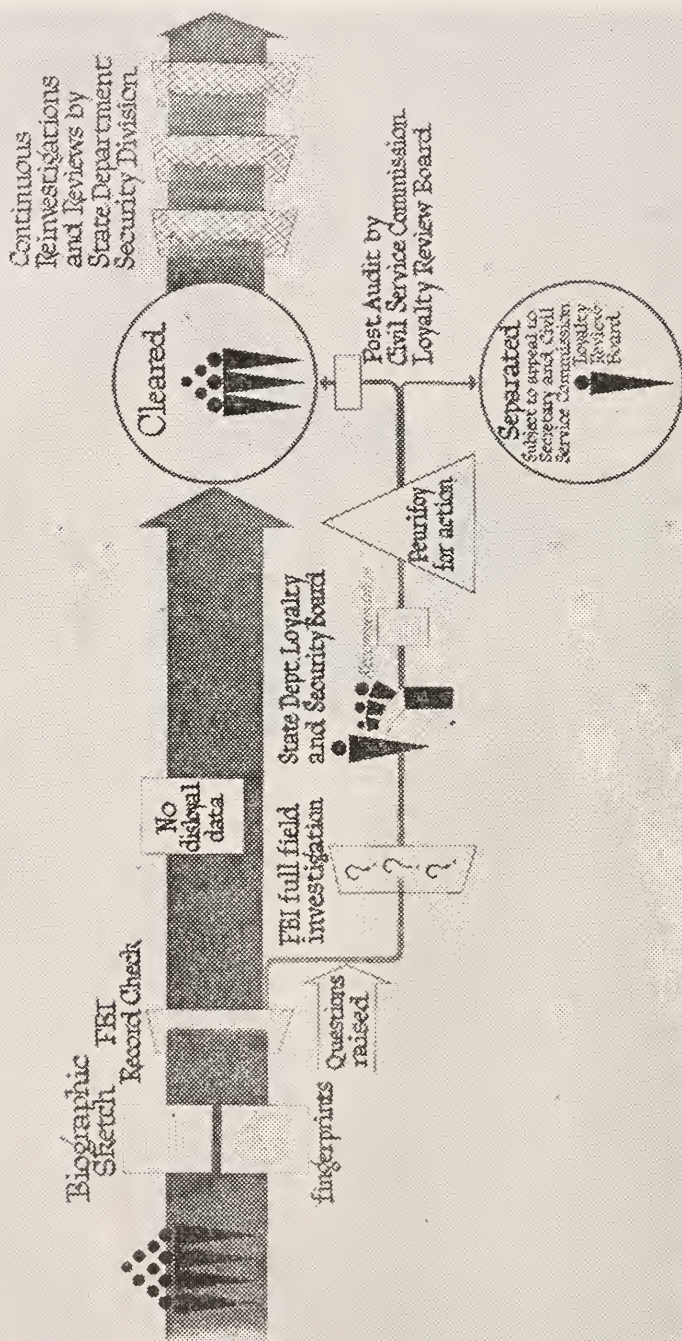 Biographic
Sketch
FBI
Record Check
fingerprints
Questions
raised
No
disloyal
data
FBI full field
investigation
State Dept. Loyalty
and Security Board
Recommendation
Peurifoy
for action
Cleared
Post Audit by
Civil Service Commission
Loyalty Review Board
Separated
Subject to appeal to
Secretary and Civil
Service Commission
Loyalty
Review
Board
Continuous
Reinvestigations
and Reviews by
State Department
Security Division
? ? ?